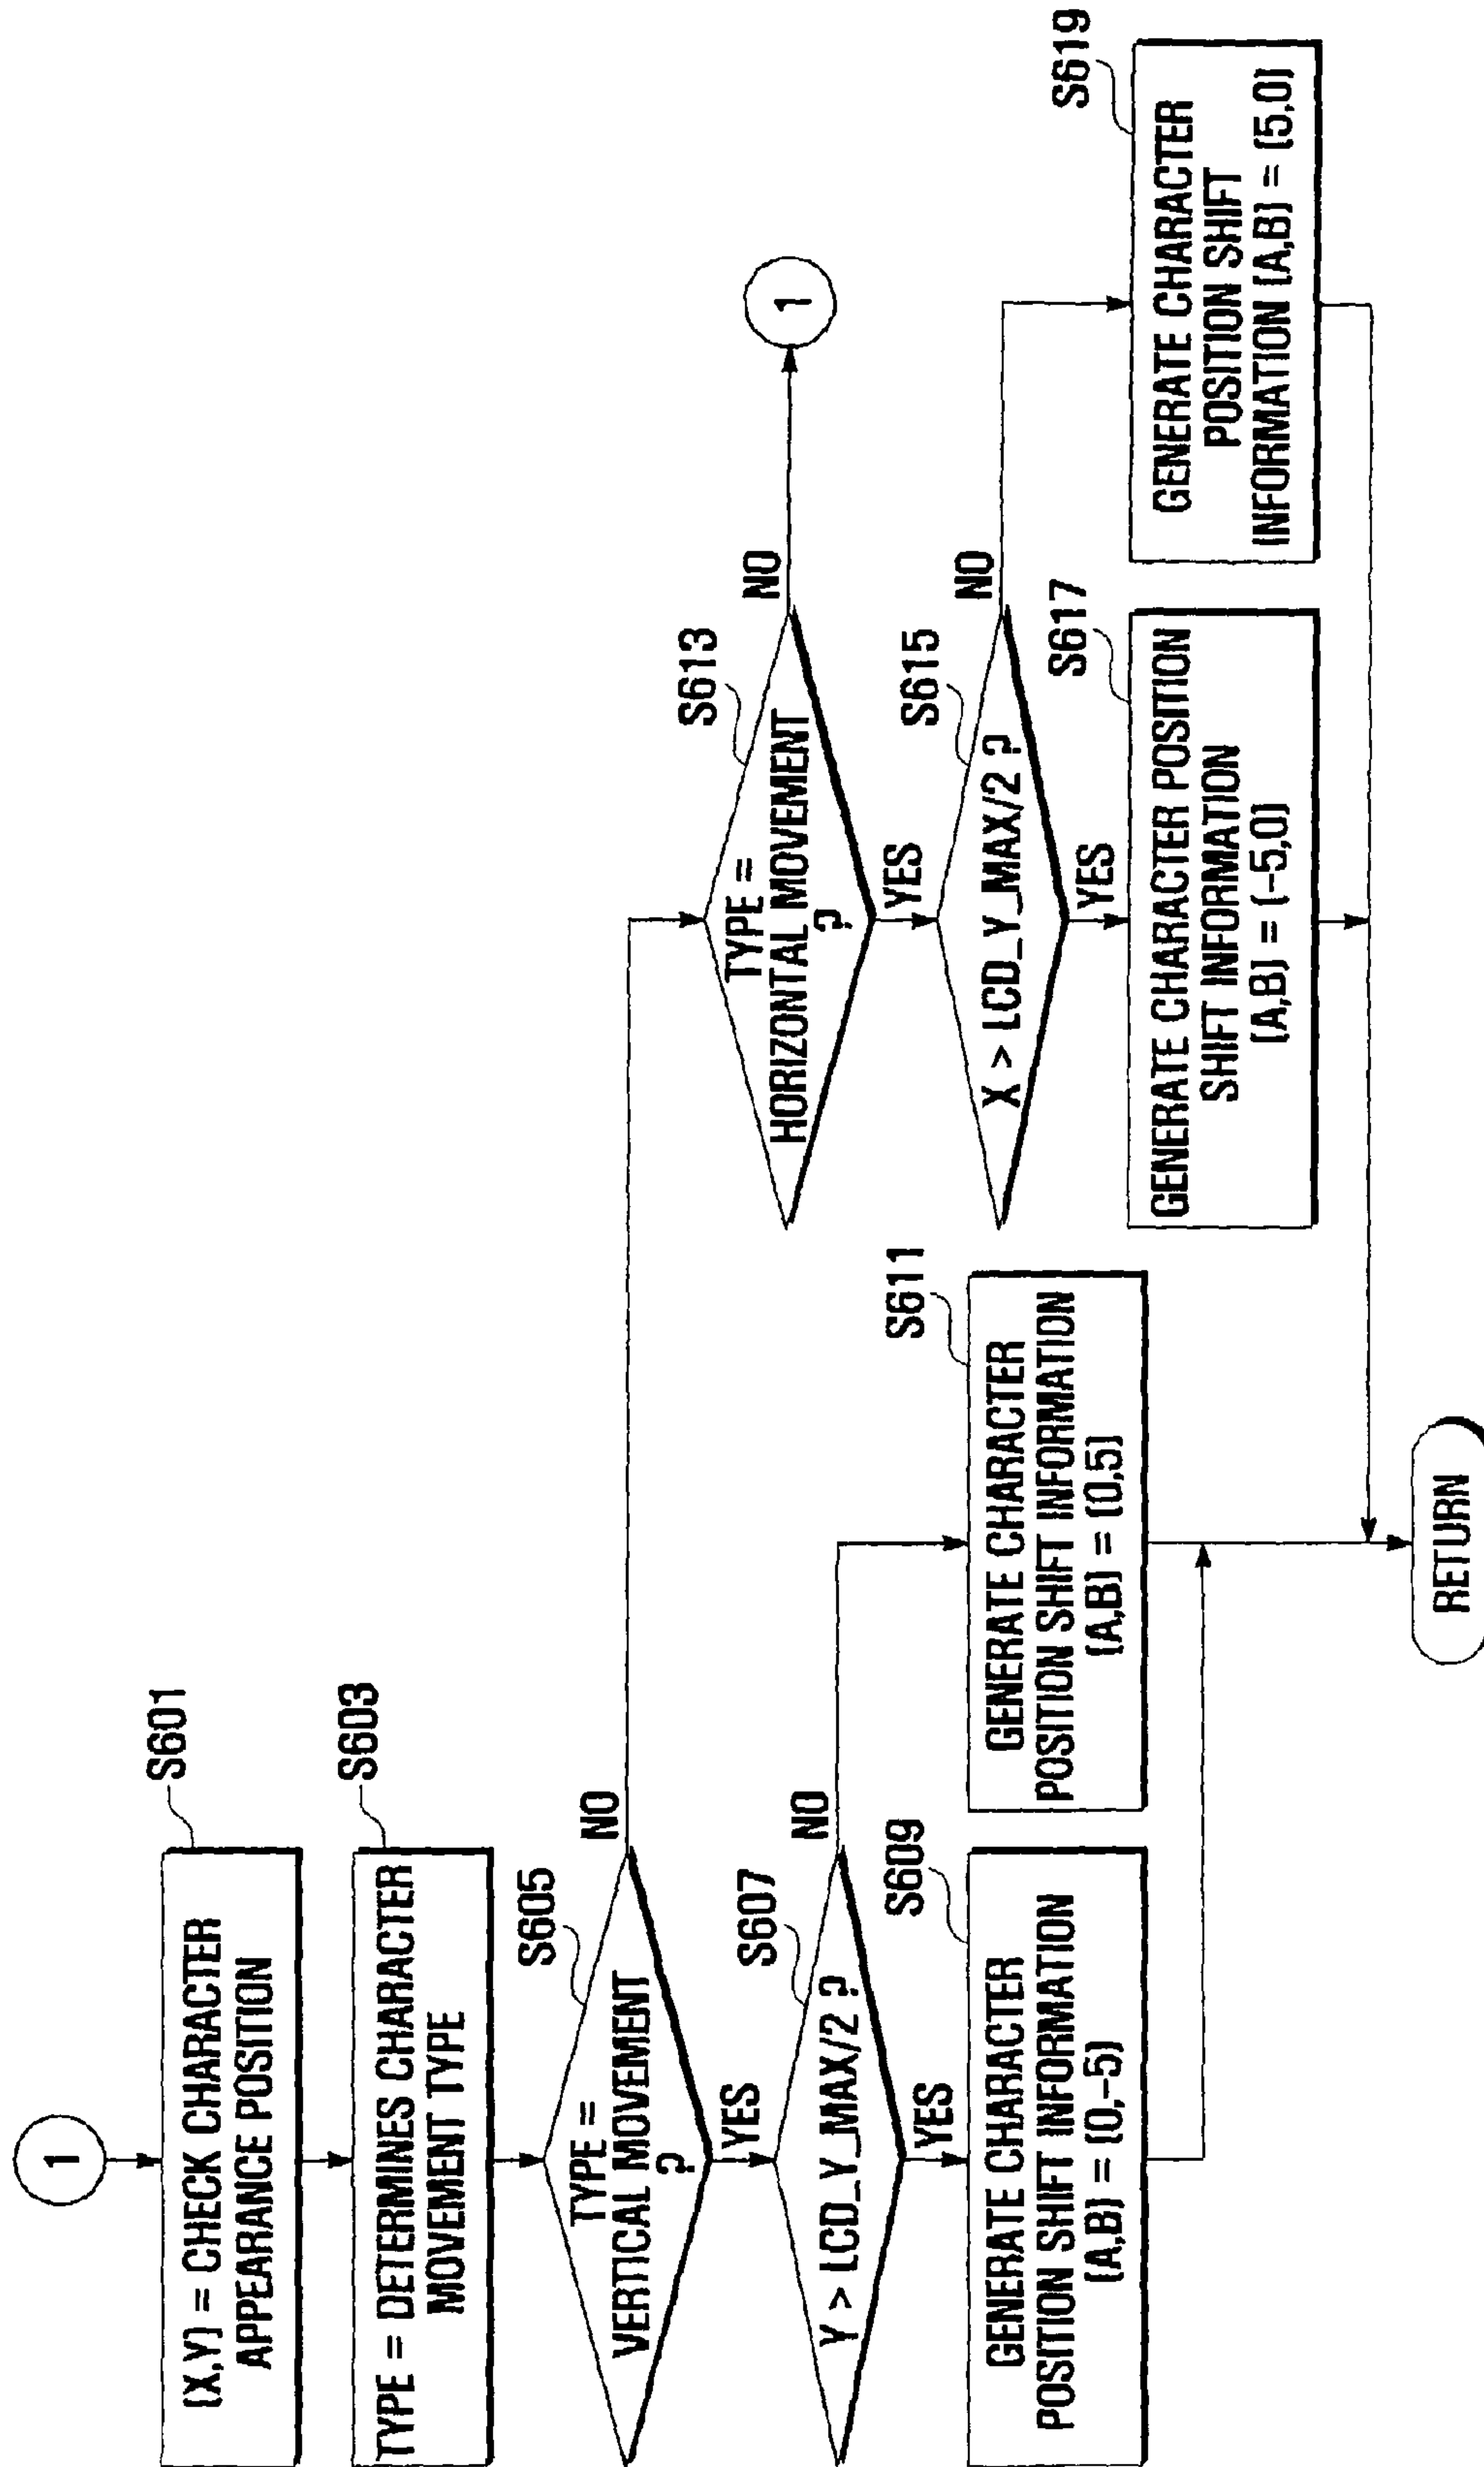 1
S601
(X,Y) = CHECK CHARACTER
APPEARANCE POSITION
S603
TYPE = DETERMINES CHARACTER
MOVEMENT TYPE
S605
TYPE =
VERTICAL MOVEMENT
?
NO
YES
S607
Y > LCD_Y_MAX/2 ?
NO
YES
S609
GENERATE CHARACTER
POSITION SHIFT INFORMATION
(A,B) = (0,-5)
S611
GENERATE CHARACTER
POSITION SHIFT INFORMATION
(A,B) = (0,5)
S613
TYPE =
HORIZONTAL MOVEMENT
?
NO
1
YES
S615
X > LCD_Y_MAX/2 ?
NO
YES
S617
GENERATE CHARACTER POSITION
SHIFT INFORMATION
(A,B) = (-5,0)
S619
GENERATE CHARACTER
POSITION SHIFT
INFORMATION (A,B) = (5,0)
RETURN